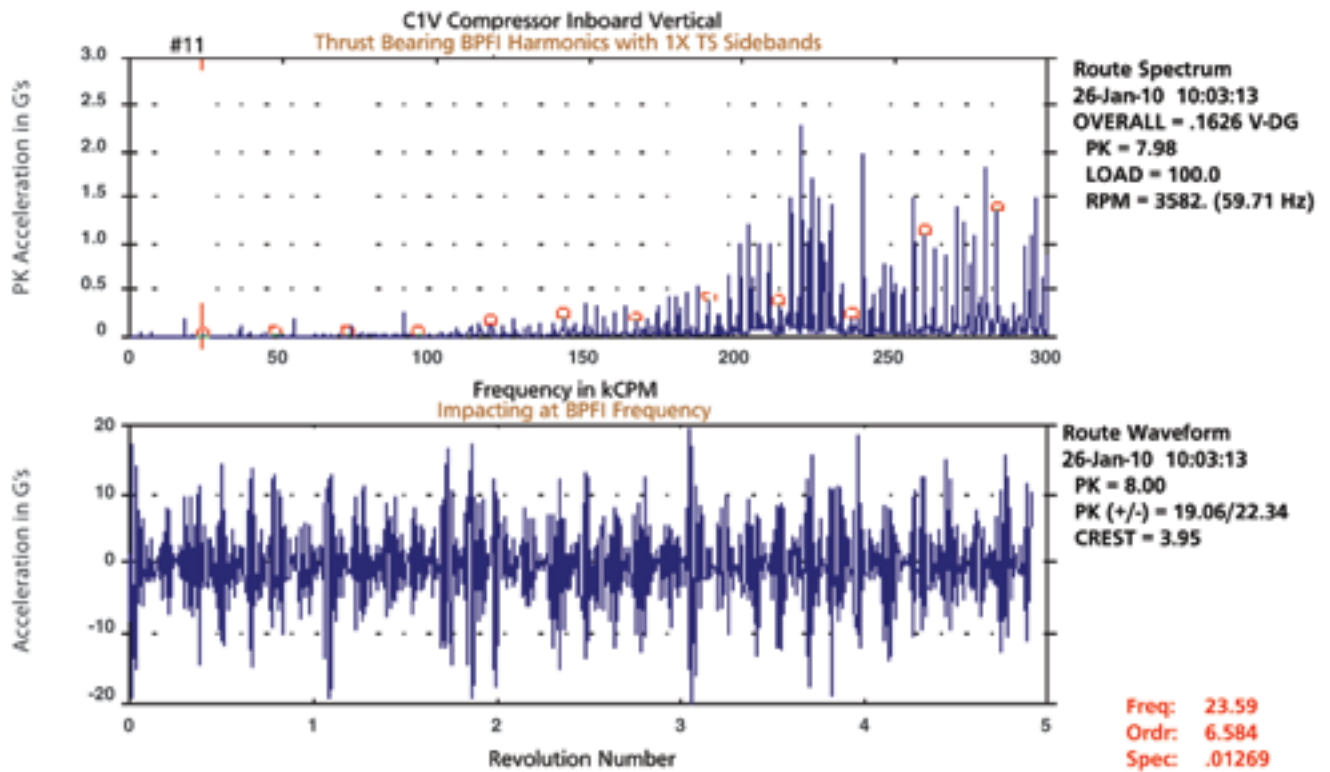 C1V Compressor Inboard Vertical
Thrust Bearing BPFI Harmonics with 1X TS Sidebands
#11
PK Acceleration in G's
3.0
2.5
2.0
1.5
1.0
0.5
0
0 50 100 150 200 250 300
Frequency in kCPM
Route Spectrum
26-Jan-10 10:03:13
OVERALL = .1626 V-DG
PK = 7.98
LOAD = 100.0
RPM = 3582. (59.71 Hz)
Impacting at BPFI Frequency
Acceleration in G's
20
10
0
-10
-20
0 1 2 3 4 5
Revolution Number
Route Waveform
26-Jan-10 10:03:13
PK = 8.00
PK (+/-) = 19.06/22.34
CREST = 3.95
Freq: 23.59
Ordr: 6.584
Spec: .01269